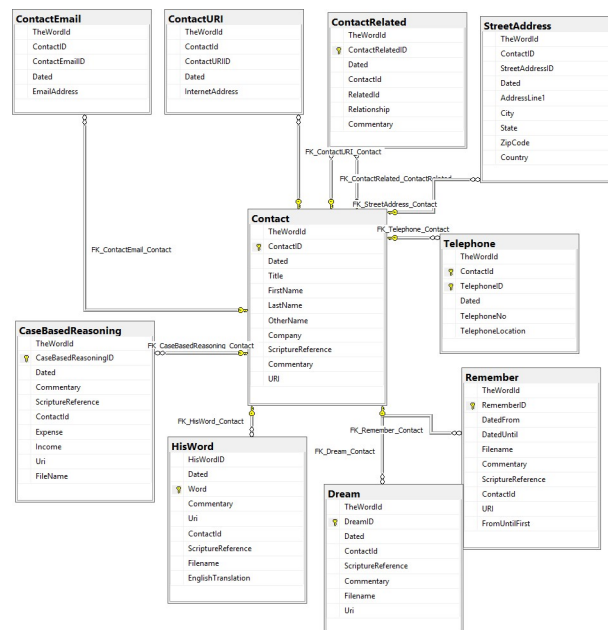 ContactEmail
TheWordId
ContactID
ContactEmailID
Dated
EmailAddress
ContactURI
TheWordId
ContactId
ContactURIID
Dated
InternetAddress
ContactRelated
TheWordId
ContactRelatedID
Dated
ContactId
RelatedId
Relationship
Commentary
StreetAddress
TheWordId
ContactID
StreetAddressID
Dated
AddressLine1
City
State
ZipCode
Country
FK_ContactURI_Contact
FK_ContactRelated_ContactRelated
FK_StreetAddress_Contact
FK_Telephone_Contact
FK_ContactEmail_Contact
Contact
TheWordId
ContactID
Dated
Title
FirstName
LastName
OtherName
Company
ScriptureReference
Commentary
URI
Telephone
TheWordId
ContactId
TelephoneID
Dated
TelephoneNo
TelephoneLocation
CaseBasedReasoning
TheWordId
CaseBasedReasoningID
Dated
Commentary
ScriptureReference
ContactId
Expense
Income
Uri
FileName
FK_CaseBasedReasoning_Contact
FK_HisWord_Contact
FK_Remember_Contact
FK_Dream_Contact
Remember
TheWordId
RememberID
DatedFrom
DatedUntil
Filename
Commentary
ScriptureReference
ContactId
URI
FromUntilFirst
HisWord
HisWordID
Dated
Word
Commentary
Uri
ContactId
ScriptureReference
Filename
EnglishTranslation
Dream
TheWordId
DreamID
Dated
ContactId
ScriptureReference
Commentary
Filename
Uri